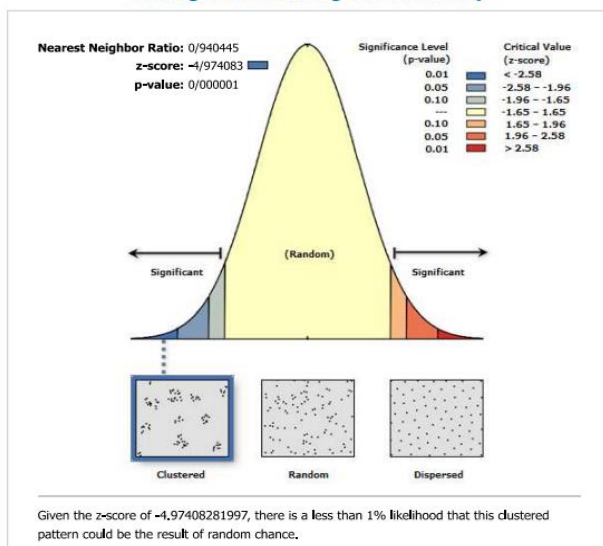 Nearest Neighbor Ratio: 0/940445
z-score: -4/974083
p-value: 0/000001
Significance Level
(p-value)
Critical Value
(z-score)
0.01 < -2.58
0.05 -2.58 – -1.96
0.10 -1.96 – -1.65
--- -1.65 – 1.65
0.10 1.65 – 1.96
0.05 1.96 – 2.58
0.01 > 2.58
(Random)
Significant
Significant
Clustered
Random
Dispersed
Given the z-score of -4.97408281997, there is a less than 1% likelihood that this clustered
pattern could be the result of random chance.